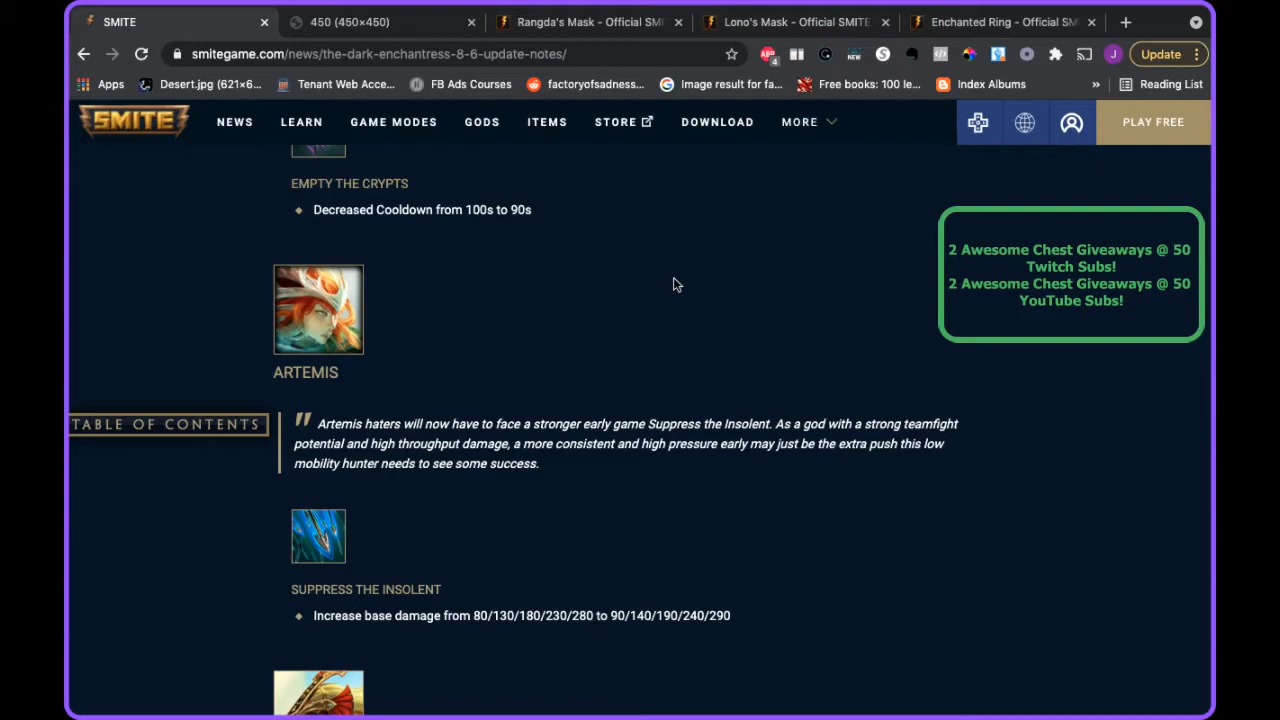 SMITE
450 (450×450)
Rangda's Mask - Official SMI
Lono's Mask - Official SMITE
Enchanted Ring - Official SM
smitegame.com/news/the-dark-enchantress-8-6-update-notes/
4
NEW
J
Update
Apps
Desert.jpg (621×6...
Tenant Web Acce...
FB Ads Courses
factoryofsadness...
Image result for fa...
Free books: 100 le...
Index Albums
»
Reading List
SMITE
NEWS
LEARN
GAME MODES
GODS
ITEMS
STORE
DOWNLOAD
MORE
PLAY FREE
EMPTY THE CRYPTS
Decreased Cooldown from 100s to 90s
2 Awesome Chest Giveaways @ 50
Twitch Subs!
2 Awesome Chest Giveaways @ 50
YouTube Subs!
ARTEMIS
TABLE OF CONTENTS
" Artemis haters will now have to face a stronger early game Suppress the Insolent. As a god with a strong teamfight
potential and high throughput damage, a more consistent and high pressure early may just be the extra push this low
mobility hunter needs to see some success.
SUPPRESS THE INSOLENT
Increase base damage from 80/130/180/230/280 to 90/140/190/240/290